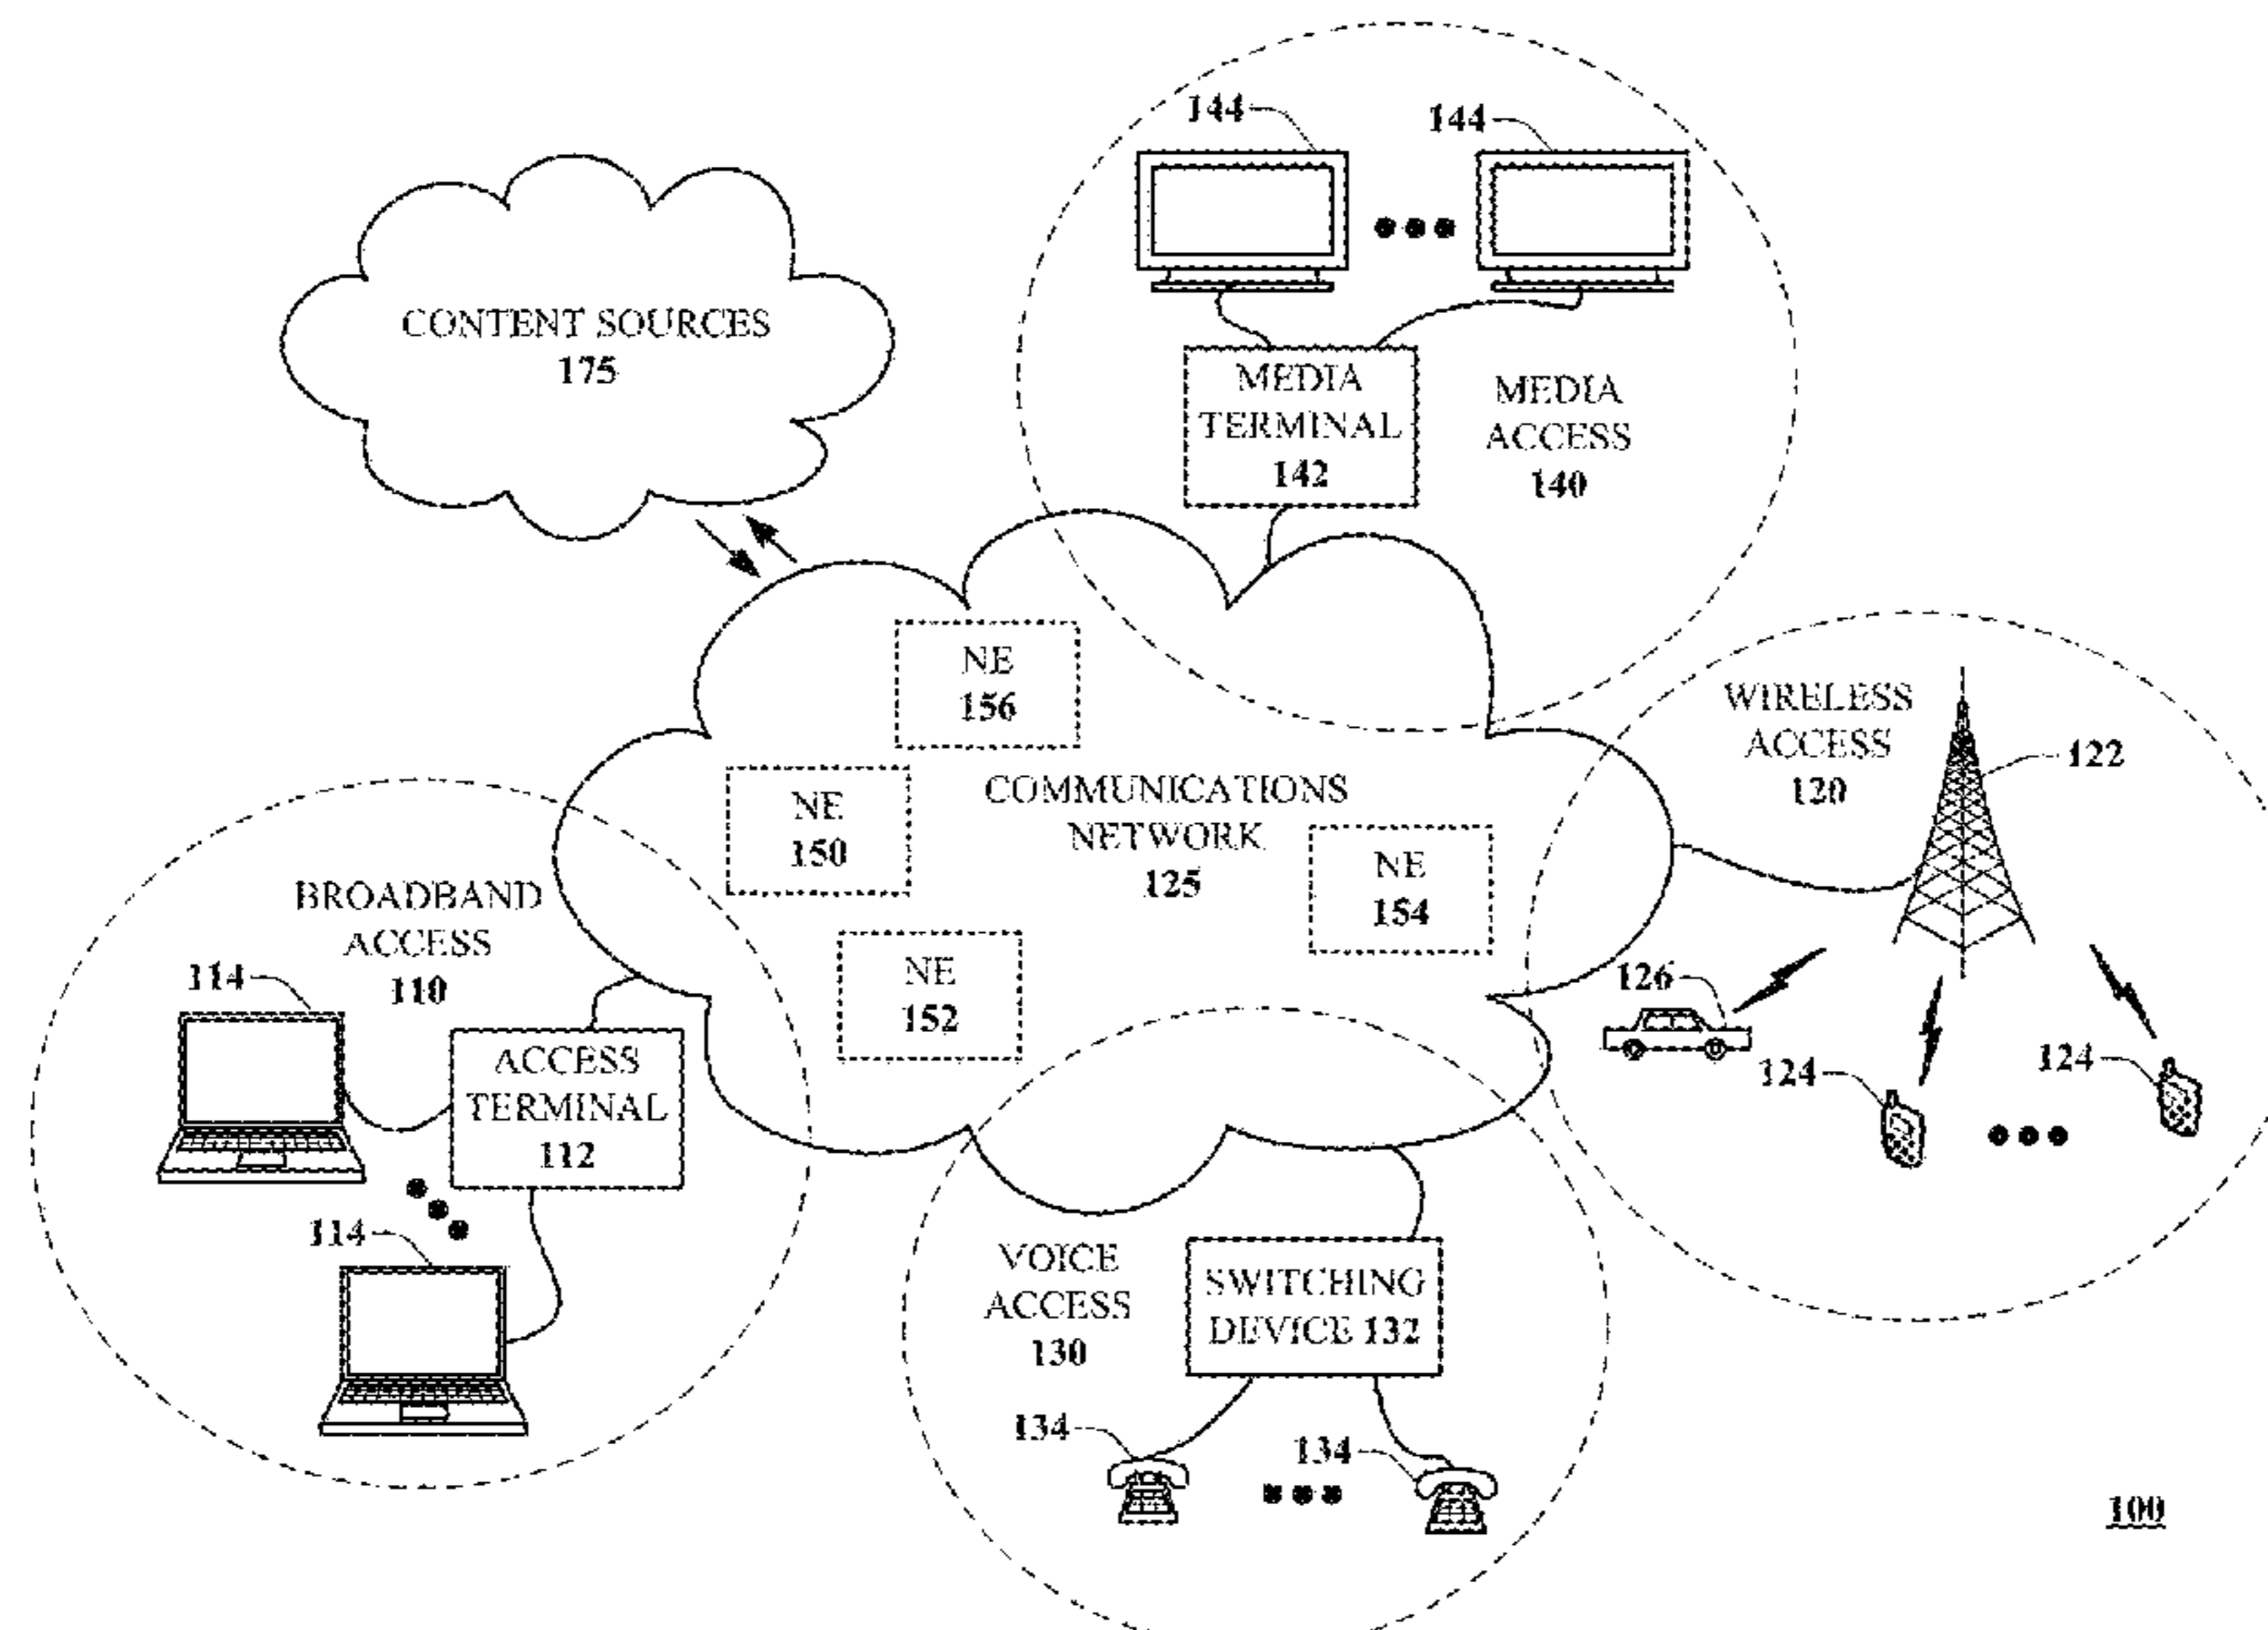 144
144
CONTENT SOURCES
175
MEDIA
TERMINAL
142
MEDIA
ACCESS
140
NE
156
WIRELESS
ACCESS
120
122
NE
150
COMMUNICATIONS
NETWORK
125
NE
154
BROADBAND
ACCESS
110
114
NE
152
126
124
124
ACCESS
TERMINAL
112
114
VOICE
ACCESS
130
SWITCHING
DEVICE 132
134
134
100